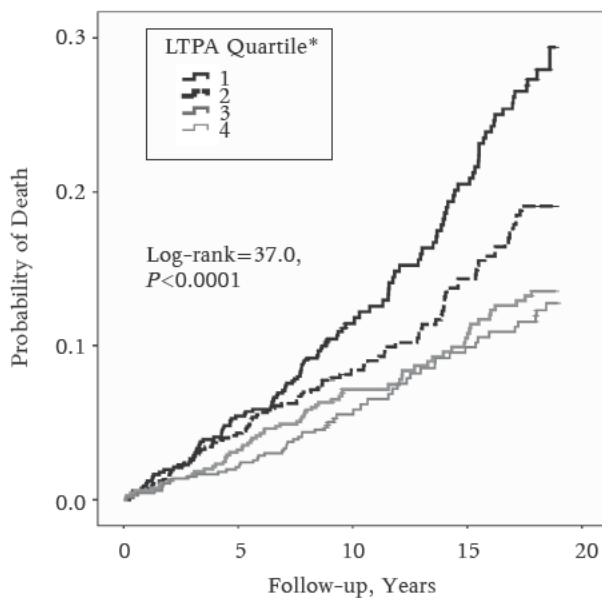 0.3
LTPA Quartile*
1
2
3
4
0.2
Log-rank=37.0,
P<0.0001
Probability of Death
0.1
0.0
0 5 10 15 20
Follow-up, Years